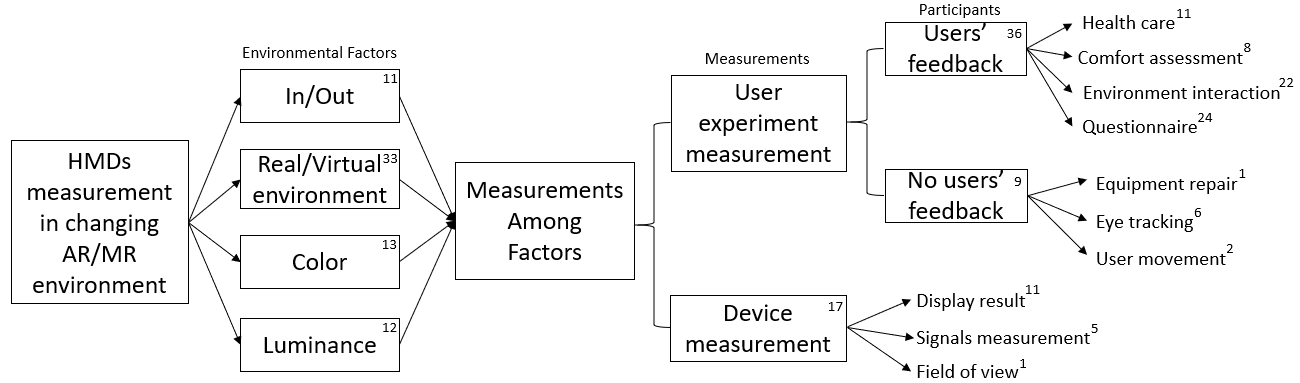 HMDs
measurement
in changing
AR/MR
environment
Environmental Factors
In/Out 11
Real/Virtual 33
environment
Color 13
Luminance 12
Measurements
Among
Factors
Measurements
User
experiment
measurement
Device 17
measurement
Participants
Users' 36
feedback
No users' 9
feedback
Health care 11
Comfort assessment 8
Environment interaction 22
Questionnaire 24
Equipment repair 1
Eye tracking 6
User movement 2
Display result 11
Signals measurement 5
Field of view 1